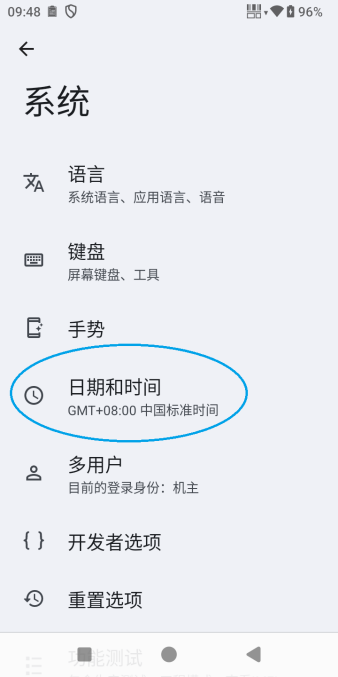 09:48
96%
系统
语言
系统语言、应用语言、语音
键盘
屏幕键盘、工具
手势
日期和时间
GMT+08:00 中国标准时间
多用户
目前的登录身份：机主
开发者选项
重置选项
功能测试